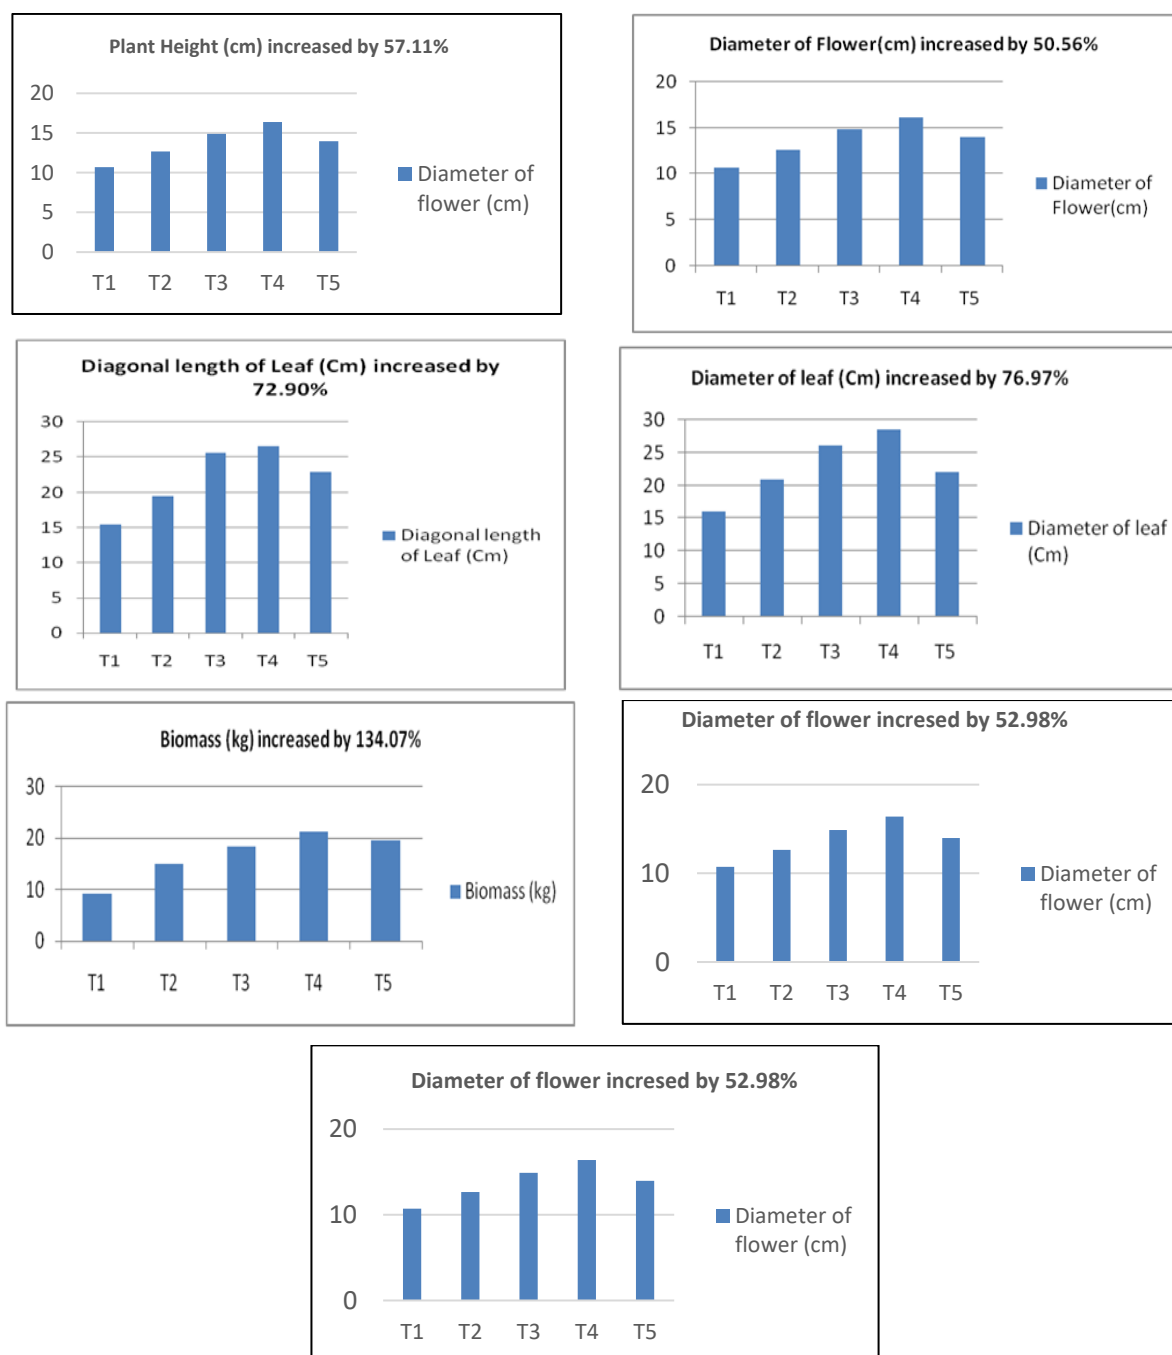 Plant Height (cm) increased by 57.11%
20
15
10
5
0
T1 T2 T3 T4 T5
Diameter of
flower (cm)
Diameter of Flower(cm) increased by 50.56%
20
15
10
5
0
T1 T2 T3 T4 T5
Diameter of
Flower(cm)
Diagonal length of Leaf (Cm) increased by
72.90%
30
25
20
15
10
5
0
T1 T2 T3 T4 T5
Diagonal length
of Leaf (Cm)
Diameter of leaf (Cm) increased by 76.97%
30
25
20
15
10
5
0
T1 T2 T3 T4 T5
Diameter of leaf
(Cm)
Biomass (kg) increased by 134.07%
30
20
10
0
T1 T2 T3 T4 T5
Biomass (kg)
Diameter of flower incresed by 52.98%
20
10
0
T1 T2 T3 T4 T5
Diameter of
flower (cm)
Diameter of flower incresed by 52.98%
20
10
0
T1 T2 T3 T4 T5
Diameter of
flower (cm)